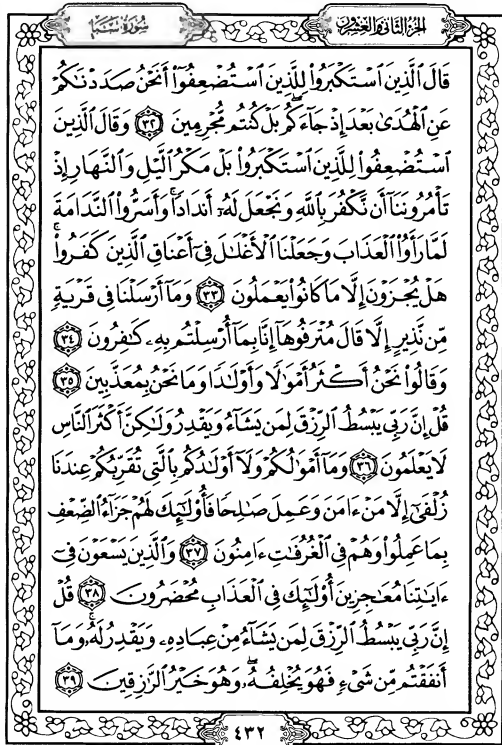 الجزء الثاني والعشرون
سورة سبأ
قَالَ ٱلَّذِينَ ٱسْتَكْبَرُوا۟ لِلَّذِينَ ٱسْتُضْعِفُوٓا۟ أَنَحْنُ صَدَدْنَٰكُمْ
عَنِ ٱلْهُدَىٰ بَعْدَ إِذْ جَآءَكُم بَلْ كُنتُم مُّجْرِمِينَ ٣٢ وَقَالَ ٱلَّذِينَ
ٱسْتُضْعِفُوا۟ لِلَّذِينَ ٱسْتَكْبَرُوا۟ بَلْ مَكْرُ ٱلَّيْلِ وَٱلنَّهَارِ إِذْ
تَأْمُرُونَنَآ أَن نَّكْفُرَ بِٱللَّهِ وَنَجْعَلَ لَهُۥٓ أَندَادًا ۚ وَأَسَرُّوا۟ ٱلنَّدَامَةَ
لَمَّا رَأَوُا۟ ٱلْعَذَابَ وَجَعَلْنَا ٱلْأَغْلَٰلَ فِىٓ أَعْنَاقِ ٱلَّذِينَ كَفَرُوا۟ ۚ
هَلْ يُجْزَوْنَ إِلَّا مَا كَانُوا۟ يَعْمَلُونَ ٣٣ وَمَآ أَرْسَلْنَا فِى قَرْيَةٍ
مِّن نَّذِيرٍ إِلَّا قَالَ مُتْرَفُوهَآ إِنَّا بِمَآ أُرْسِلْتُم بِهِۦ كَٰفِرُونَ ٣٤
وَقَالُوا۟ نَحْنُ أَكْثَرُ أَمْوَٰلًا وَأَوْلَٰدًا وَمَا نَحْنُ بِمُعَذَّبِينَ ٣٥
قُلْ إِنَّ رَبِّى يَبْسُطُ ٱلرِّزْقَ لِمَن يَشَآءُ وَيَقْدِرُ وَلَٰكِنَّ أَكْثَرَ ٱلنَّاسِ
لَا يَعْلَمُونَ ٣٦ وَمَآ أَمْوَٰلُكُمْ وَلَآ أَوْلَٰدُكُم بِٱلَّتِى تُقَرِّبُكُمْ عِندَنَا
زُلْفَىٰٓ إِلَّا مَنْ ءَامَنَ وَعَمِلَ صَٰلِحًا فَأُو۟لَٰٓئِكَ لَهُمْ جَزَآءُ ٱلضِّعْفِ
بِمَا عَمِلُوا۟ وَهُمْ فِى ٱلْغُرُفَٰتِ ءَامِنُونَ ٣٧ وَٱلَّذِينَ يَسْعَوْنَ فِىٓ
ءَايَٰتِنَا مُعَٰجِزِينَ أُو۟لَٰٓئِكَ فِى ٱلْعَذَابِ مُحْضَرُونَ ٣٨ قُلْ
إِنَّ رَبِّى يَبْسُطُ ٱلرِّزْقَ لِمَن يَشَآءُ مِنْ عِبَادِهِۦ وَيَقْدِرُ لَهُۥ ۚ وَمَآ
أَنفَقْتُم مِّن شَىْءٍ فَهُوَ يُخْلِفُهُۥ ۖ وَهُوَ خَيْرُ ٱلرَّٰزِقِينَ ٣٩
٤٣٢